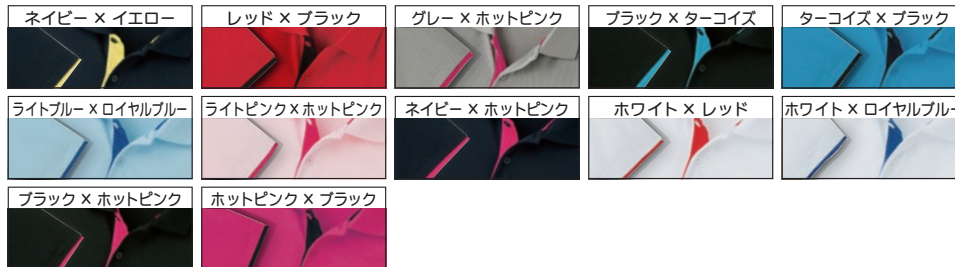 ネイビー × イエロー
レッド × ブラック
グレー × ホットピンク
ブラック × ターコイズ
ターコイズ × ブラック
ライトブルー × ロイヤルブルー
ライトピンク × ホットピンク
ネイビー × ホットピンク
ホワイト × レッド
ホワイト × ロイヤルブルー
ブラック × ホットピンク
ホットピンク × ブラック